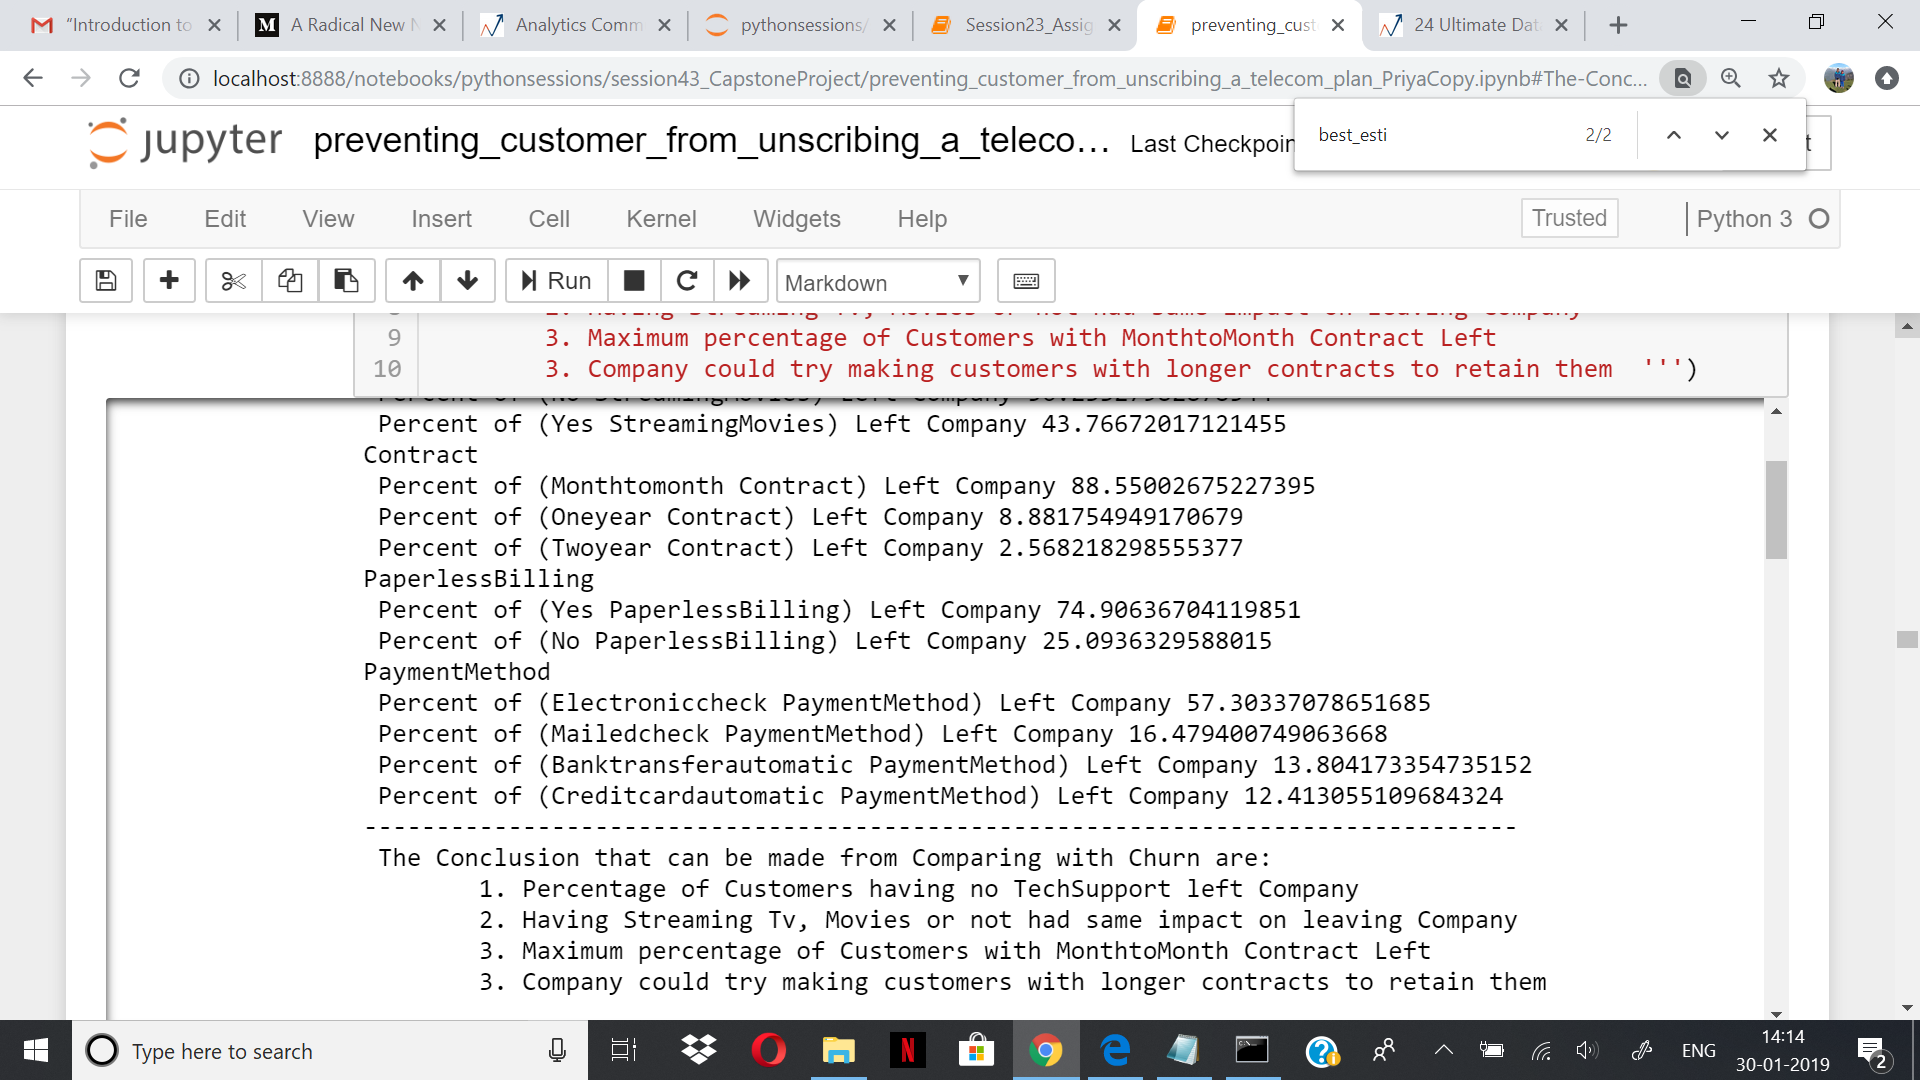 "Introduction to
A Radical New N
Analytics Comm
pythonsessions/
Session23_Assig
preventing_cust
24 Ultimate Dat
localhost:8888/notebooks/pythonsessions/session43_CapstoneProject/preventing_customer_from_unscribing_a_telecom_plan_PriyaCopy.ipynb#The-Conc...
best_esti 2/2
jupyter preventing_customer_from_unscribing_a_teleco... Last Checkpoin
File Edit View Insert Cell Kernel Widgets Help Trusted Python 3
Run Markdown
9 3. Maximum percentage of Customers with MonthtoMonth Contract Left
10 3. Company could try making customers with longer contracts to retain them ''')
Percent of (Yes StreamingMovies) Left Company 43.76672017121455
Contract
Percent of (Monthtomonth Contract) Left Company 88.55002675227395
Percent of (Oneyear Contract) Left Company 8.881754949170679
Percent of (Twoyear Contract) Left Company 2.568218298555377
PaperlessBilling
Percent of (Yes PaperlessBilling) Left Company 74.90636704119851
Percent of (No PaperlessBilling) Left Company 25.0936329588015
PaymentMethod
Percent of (Electroniccheck PaymentMethod) Left Company 57.30337078651685
Percent of (Mailedcheck PaymentMethod) Left Company 16.479400749063668
Percent of (Banktransferautomatic PaymentMethod) Left Company 13.804173354735152
Percent of (Creditcardautomatic PaymentMethod) Left Company 12.413055109684324
--------------------------------------------------------------------------------
The Conclusion that can be made from Comparing with Churn are:
1. Percentage of Customers having no TechSupport left Company
2. Having Streaming Tv, Movies or not had same impact on leaving Company
3. Maximum percentage of Customers with MonthtoMonth Contract Left
3. Company could try making customers with longer contracts to retain them
Type here to search
ENG
14:14
30-01-2019
2